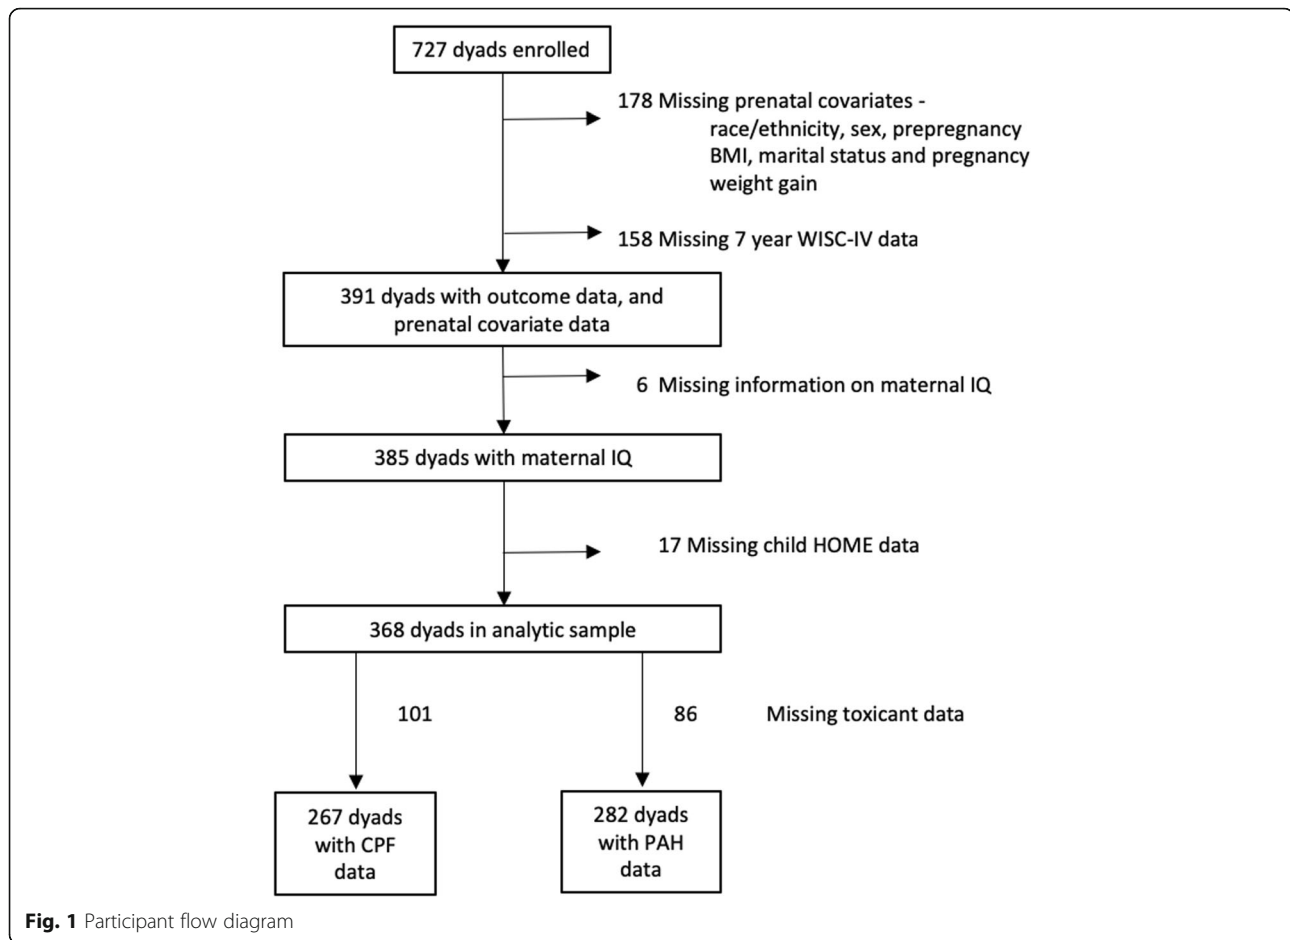 727 dyads enrolled
178 Missing prenatal covariates -
race/ethnicity, sex, prepregnancy
BMI, marital status and pregnancy
weight gain
158 Missing 7 year WISC-IV data
391 dyads with outcome data, and
prenatal covariate data
6 Missing information on maternal IQ
385 dyads with maternal IQ
17 Missing child HOME data
368 dyads in analytic sample
101
86
Missing toxicant data
267 dyads
with CPF
data
282 dyads
with PAH
data
Fig. 1 Participant flow diagram